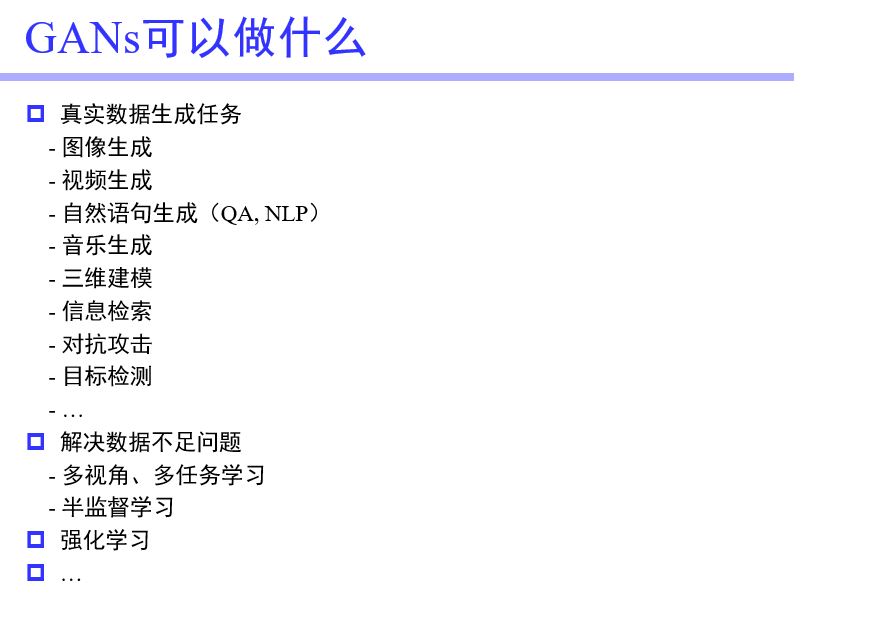 GANs可以做什么
真实数据生成任务
- 图像生成
- 视频生成
- 自然语句生成（QA, NLP）
- 音乐生成
- 三维建模
- 信息检索
- 对抗攻击
- 目标检测
- …
解决数据不足问题
- 多视角、多任务学习
- 半监督学习
强化学习
…